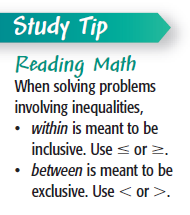 Study Tip
Reading Math
When solving problems
involving inequalities,
• within is meant to be
inclusive. Use ≤ or ≥.
• between is meant to be
exclusive. Use < or >.